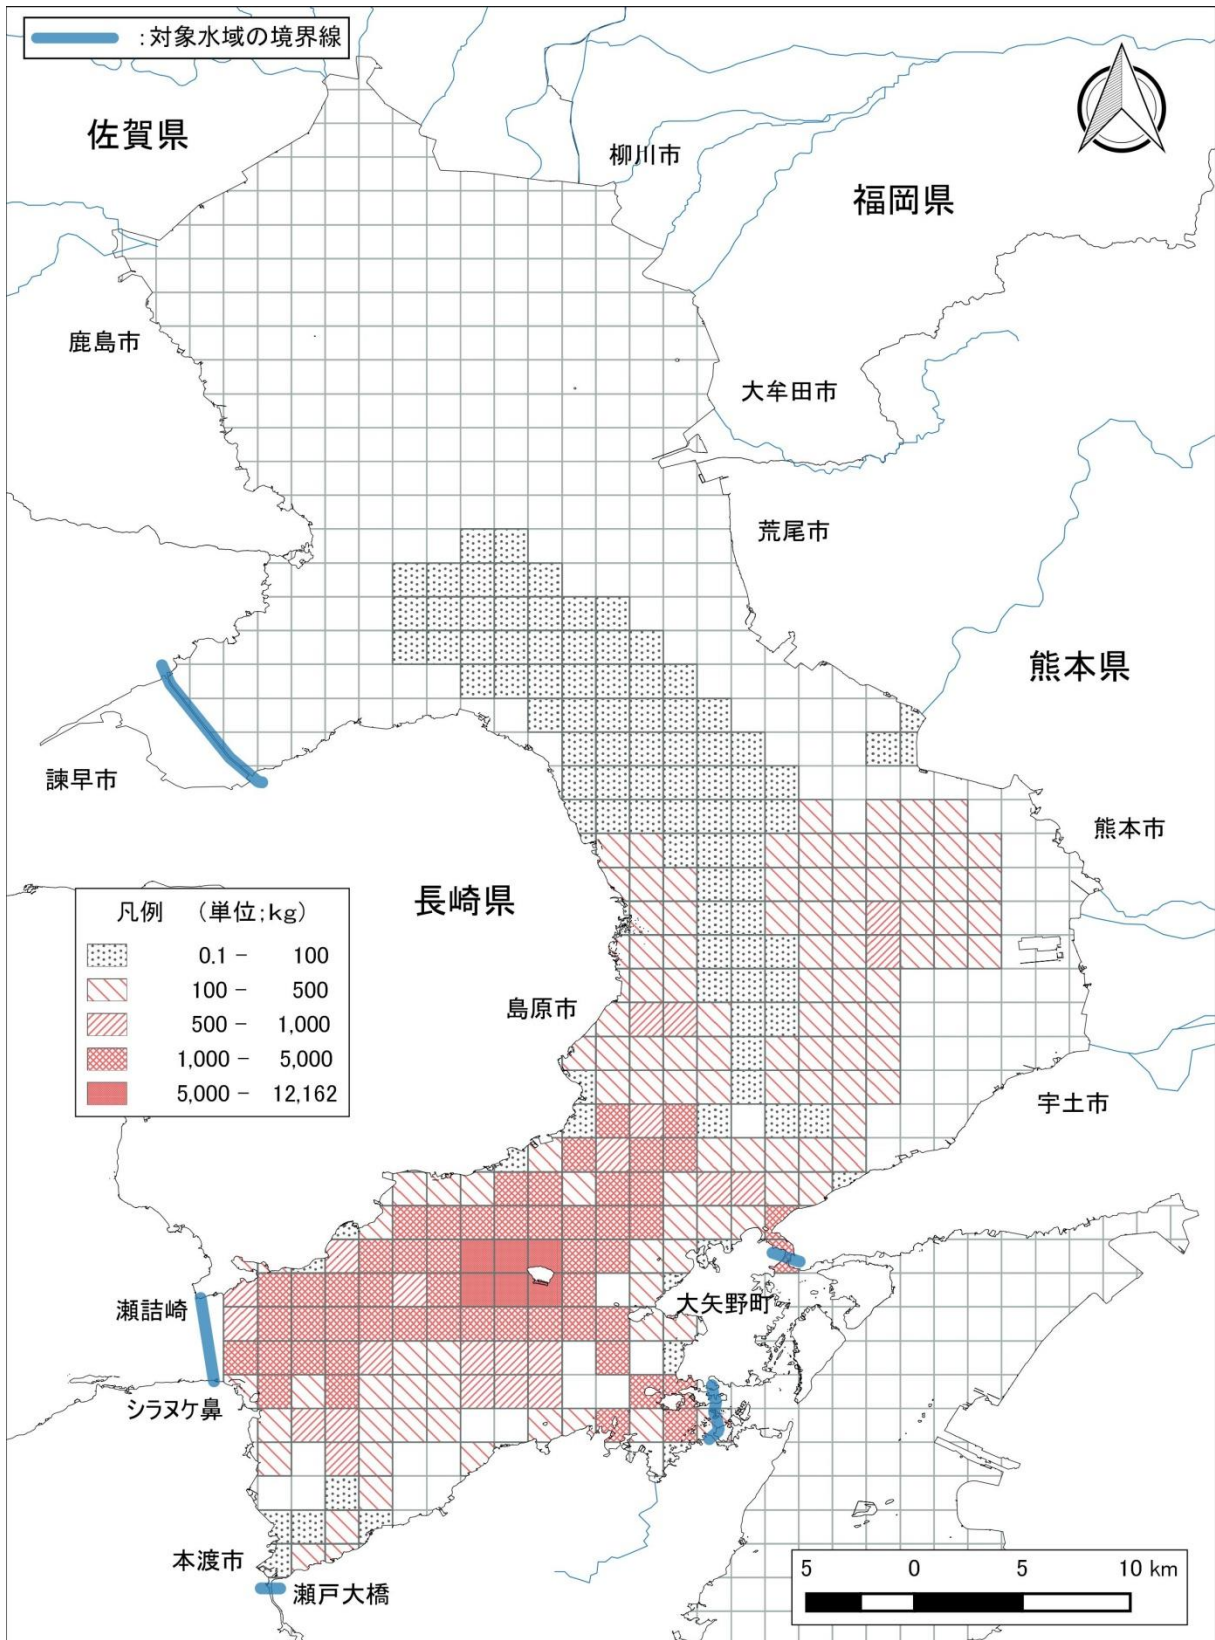 :対象水域の境界線
佐賀県
柳川市
福岡県
鹿島市
大牟田市
荒尾市
熊本県
諫早市
熊本市
長崎県
凡例 (単位;kg)
0.1 - 100
100 - 500
500 - 1,000
1,000 - 5,000
5,000 - 12,162
島原市
宇土市
瀬詰崎
大矢野町
シラヌケ鼻
本渡市
瀬戸大橋
5 0 5 10 km